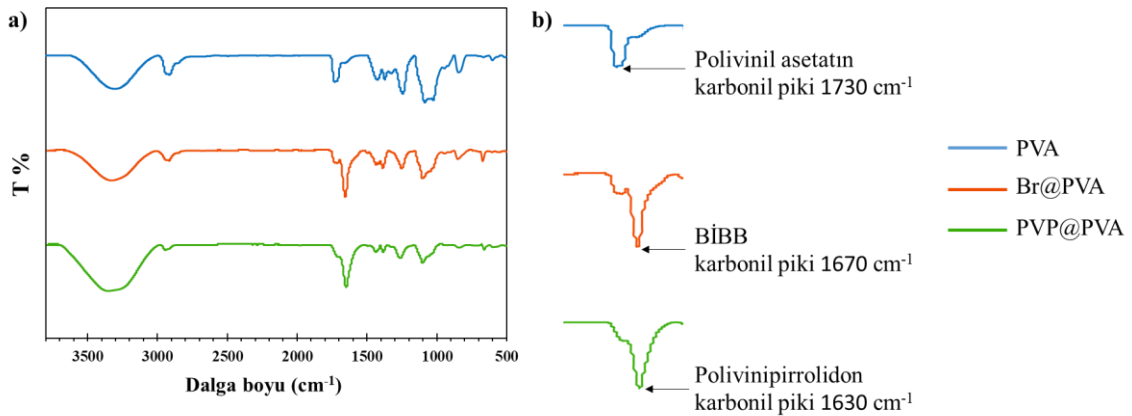 a)
T %
3500 3000 2500 2000 1500 1000 500
Dalga boyu (cm⁻¹)
b)
Polivinil asetatın
karbonil piki 1730 cm⁻¹
BİBB
karbonil piki 1670 cm⁻¹
Polivinipirrolidon
karbonil piki 1630 cm⁻¹
PVA
Br@PVA
PVP@PVA